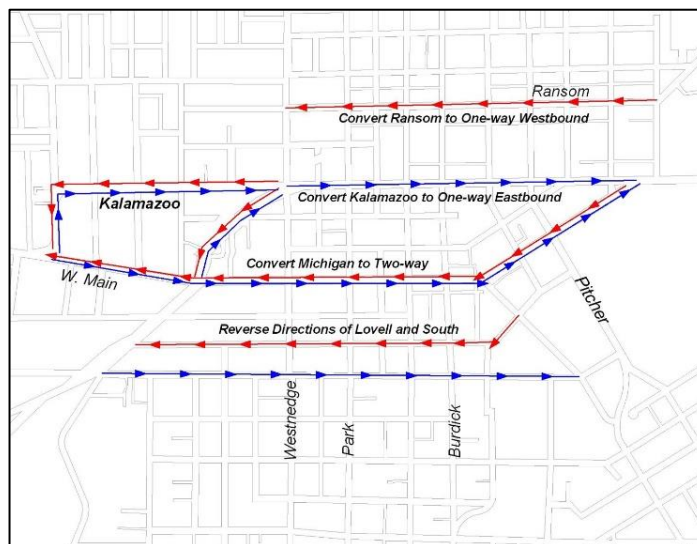 Ransom
Convert Ransom to One-way Westbound
Kalamazoo
Convert Kalamazoo to One-way Eastbound
Convert Michigan to Two-way
W. Main
Pitcher
Reverse Directions of Lovell and South
Westnedge
Park
Burdick